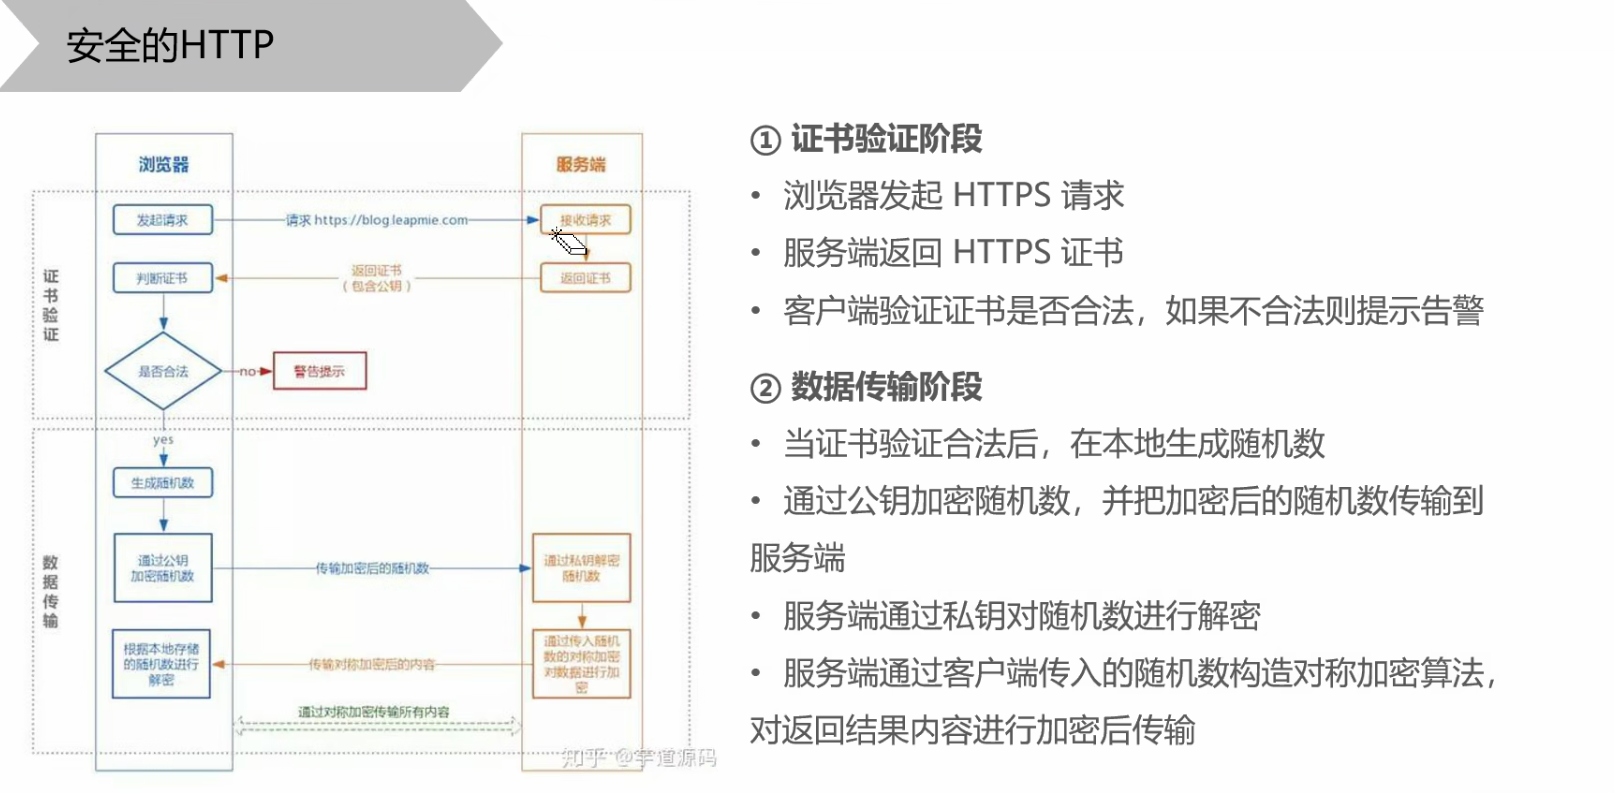 安全的HTTP
浏览器
服务端
发起请求
请求 https://blog.leapmie.com
接收请求
证书验证
判断证书
返回证书
（包含公钥）
返回证书
是否合法
no
警告提示
yes
生成随机数
数据传输
通过公钥
加密随机数
传输加密后的随机数
通过私钥解密
随机数
根据本地存储
的随机数进行
解密
传输对称加密后的内容
通过传入随机
数的对称加密
对数据进行加
密
通过对称加密传输所有内容
知乎 @芋道源码
① 证书验证阶段
• 浏览器发起 HTTPS 请求
• 服务端返回 HTTPS 证书
• 客户端验证证书是否合法，如果不合法则提示告警
② 数据传输阶段
• 当证书验证合法后，在本地生成随机数
• 通过公钥加密随机数，并把加密后的随机数传输到
服务端
• 服务端通过私钥对随机数进行解密
• 服务端通过客户端传入的随机数构造对称加密算法，
对返回结果内容进行加密后传输